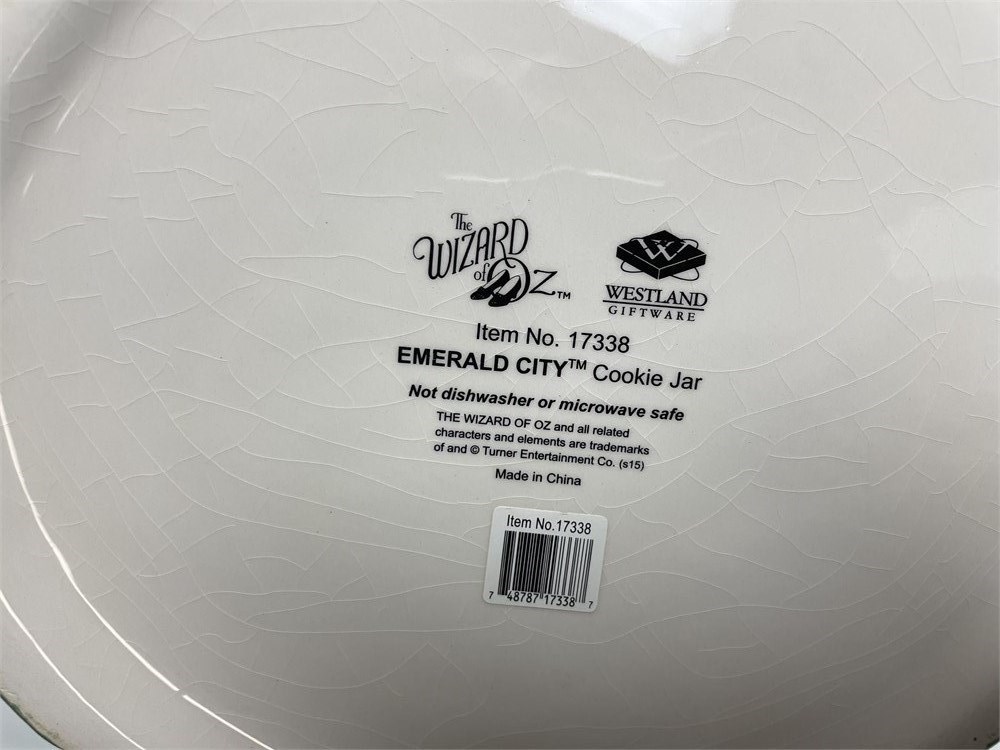 The
WIZARD
of OZ™
W
WESTLAND
GIFTWARE
Item No. 17338
EMERALD CITY™ Cookie Jar
Not dishwasher or microwave safe
THE WIZARD OF OZ and all related
characters and elements are trademarks
of and © Turner Entertainment Co. (s15)
Made in China
Item No.17338
7 48787 17338 7